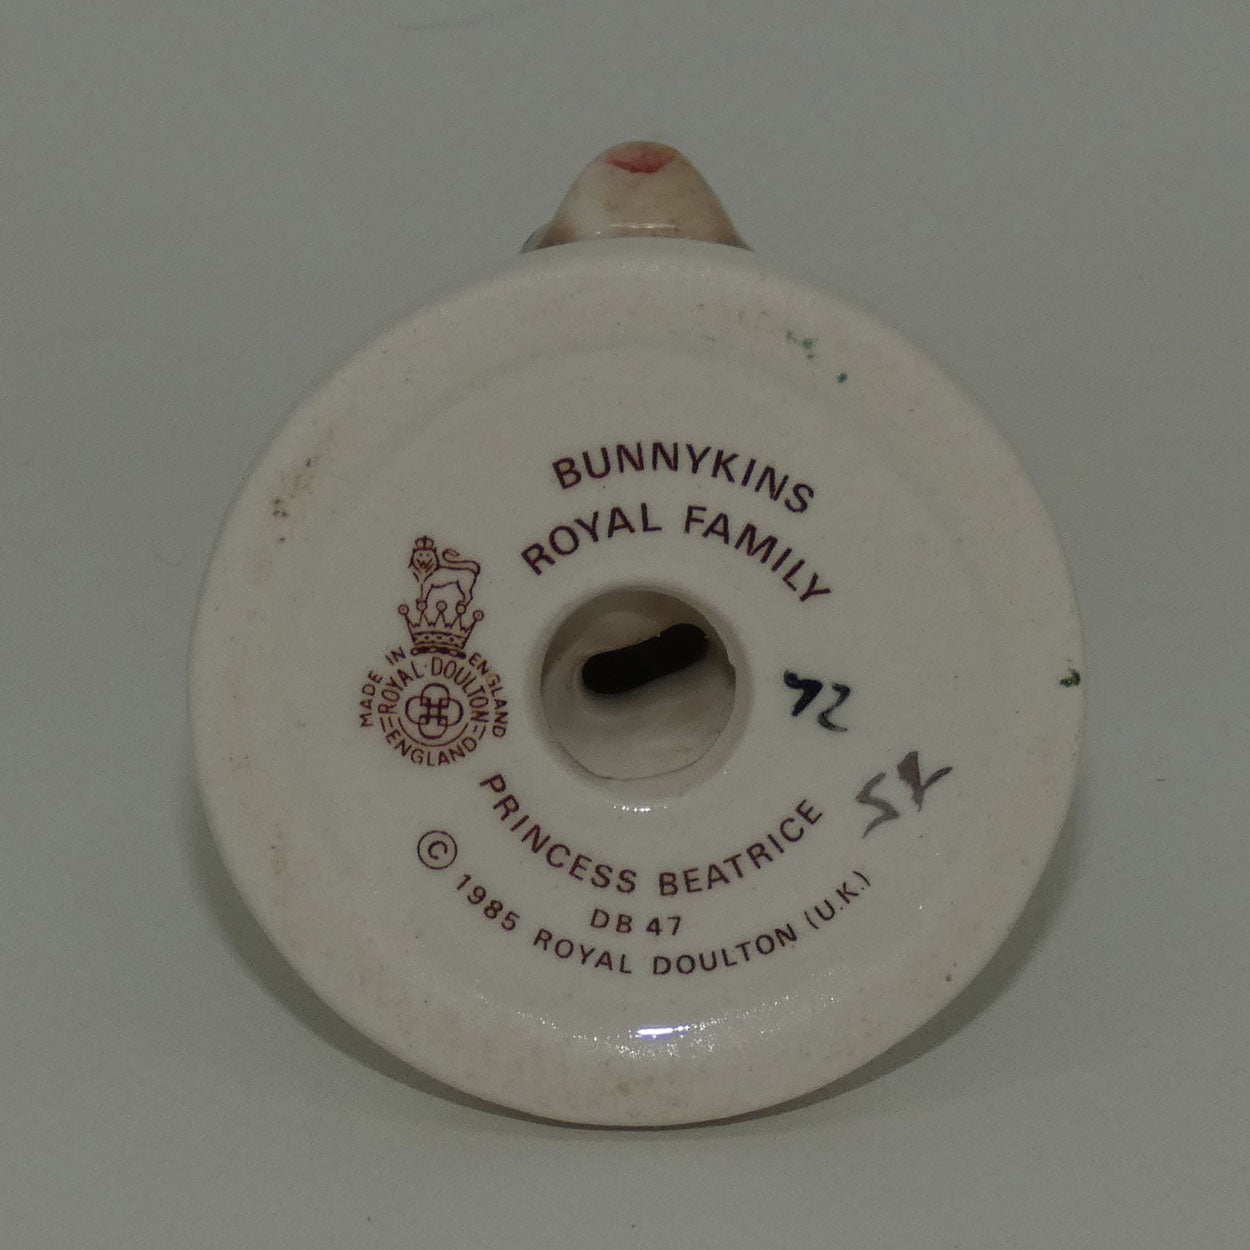 BUNNYKINS
ROYAL FAMILY
MADE IN ENGLAND
ROYAL·DOULTON
ENGLAND
PRINCESS BEATRICE
DB 47
© 1985 ROYAL DOULTON (U.K.)
72